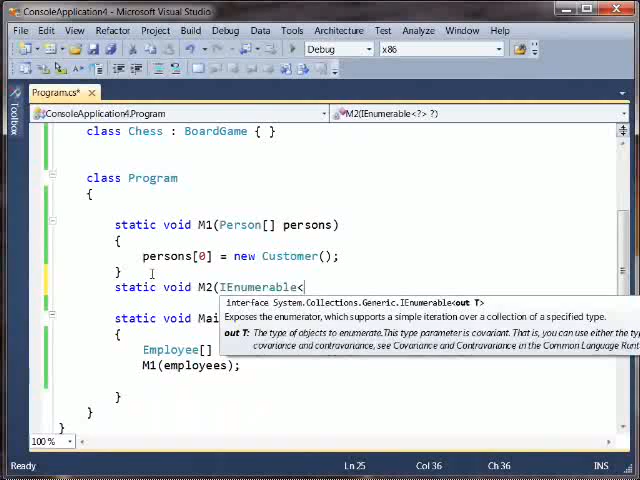 ConsoleApplication4 - Microsoft Visual Studio
File Edit View Refactor Project Build Debug Data Tools Architecture Test Analyze Window Help
Debug x86
Program.cs*
Toolbox
ConsoleApplication4.Program M2(IEnumerable<?> ?)
class Chess : BoardGame { }
class Program
{
static void M1(Person[] persons)
{
persons[0] = new Customer();
}
static void M2(IEnumerable<
interface System.Collections.Generic.IEnumerable<out T>
Exposes the enumerator, which supports a simple iteration over a collection of a specified type.
static void Mai
out T: The type of objects to enumerate.This type parameter is covariant. That is, you can use either the ty
{
covariance and contravariance, see Covariance and Contravariance in the Common Language Runt
Employee[]
M1(employees);
}
}
}
100 %
Ready Ln 25 Col 36 Ch 36 INS